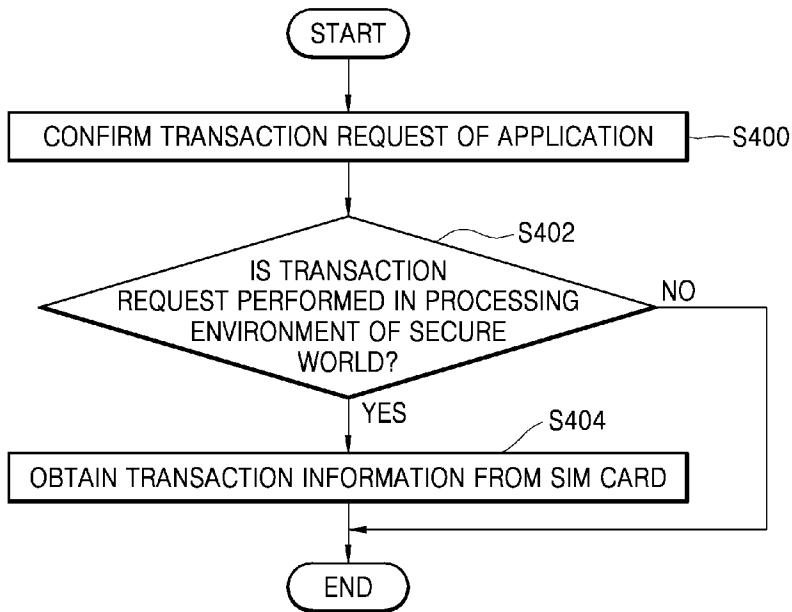 START
CONFIRM TRANSACTION REQUEST OF APPLICATION
S400
S402
IS TRANSACTION
REQUEST PERFORMED IN PROCESSING
ENVIRONMENT OF SECURE
WORLD?
NO
YES
S404
OBTAIN TRANSACTION INFORMATION FROM SIM CARD
END